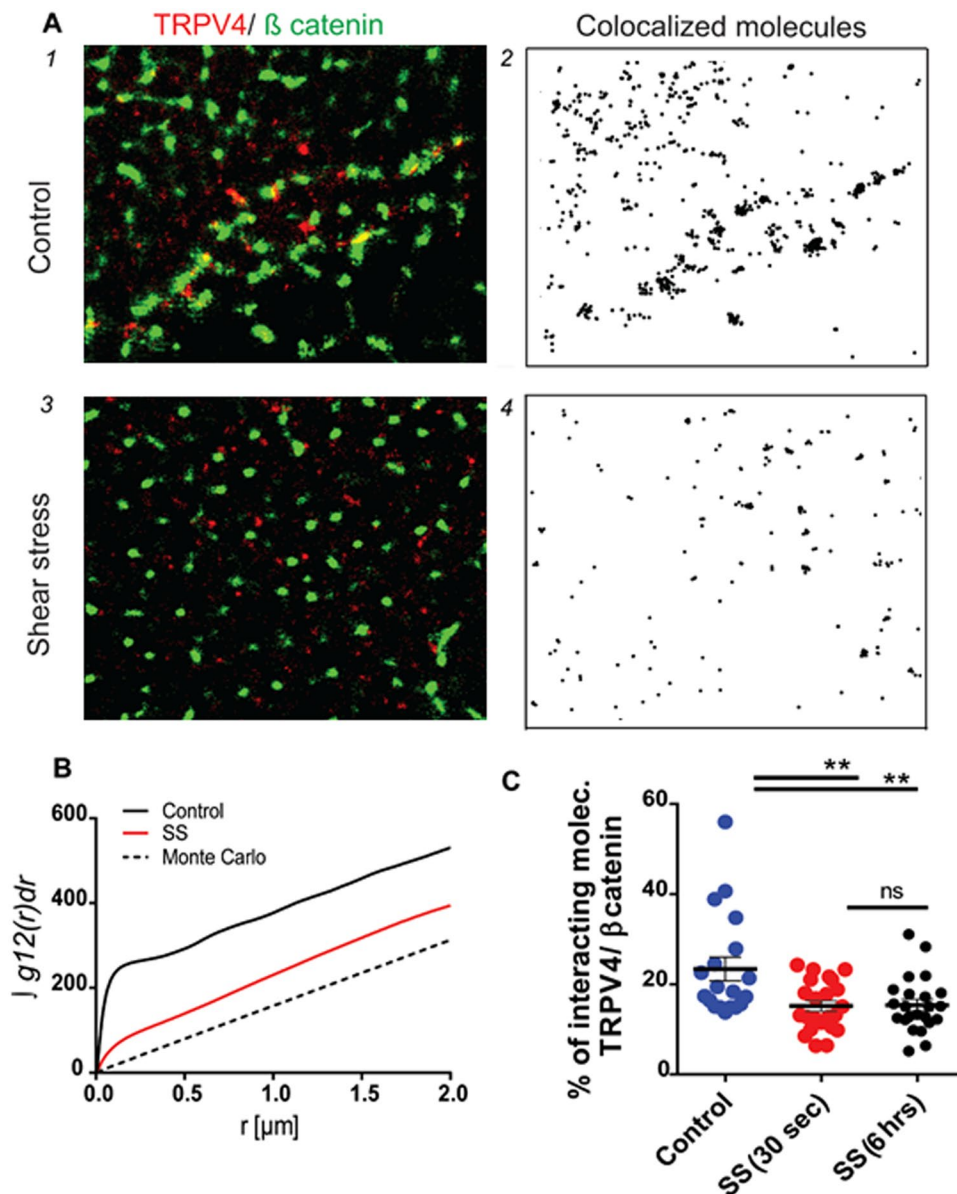 A
TRPV4/ ß catenin
Colocalized molecules
1
2
Control
3
4
Shear stress
B
600
400
200
0
∫ g12(r)dr
Control
SS
Monte Carlo
0.0 0.5 1.0 1.5 2.0
r [µm]
C
**
**
ns
% of interacting molec.
TRPV4/ βcatenin
60
40
20
0
Control
SS (30 sec)
SS (6 hrs)